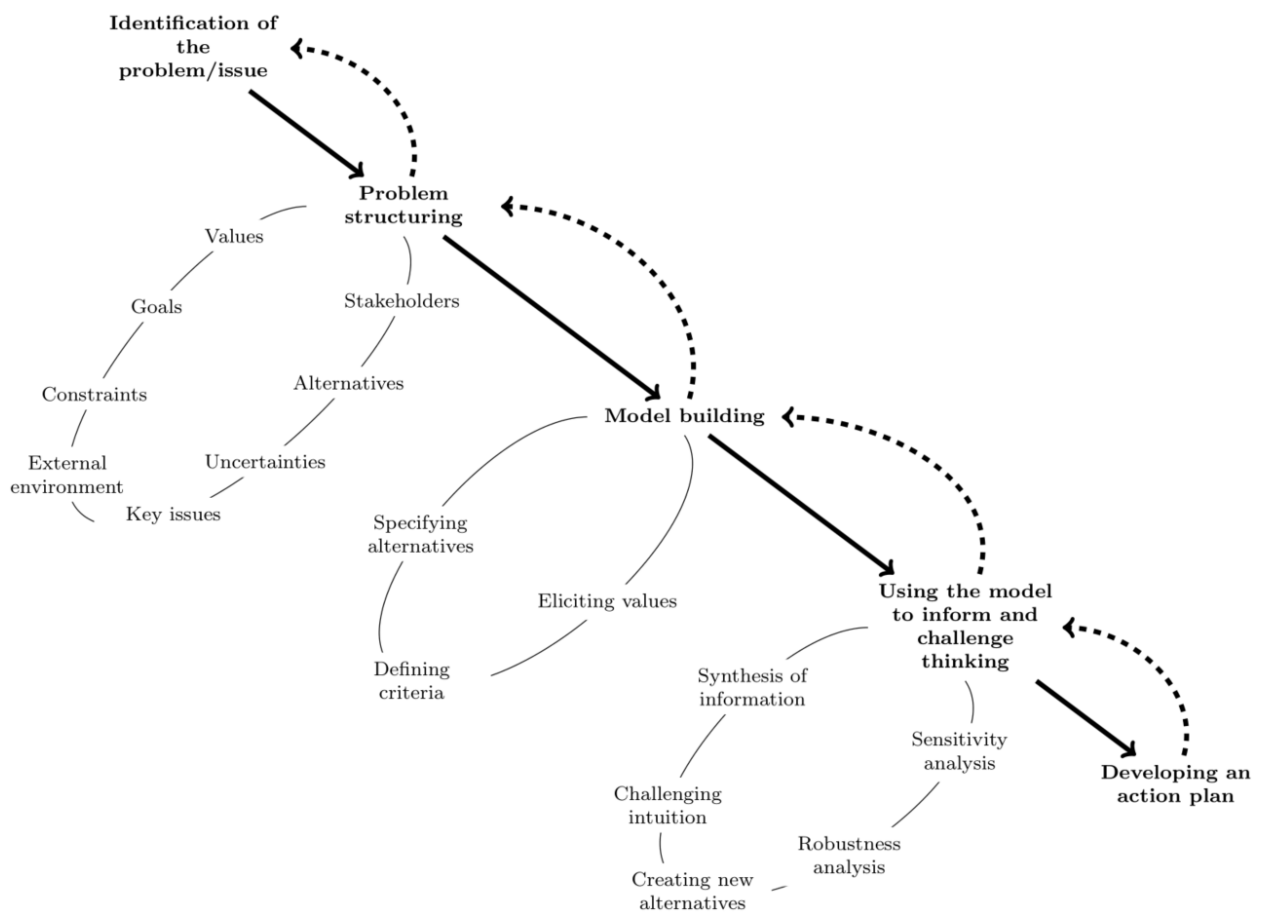 Identification of
the
problem/issue
Problem
structuring
Values
Goals
Constraints
External
environment
Key issues
Uncertainties
Alternatives
Stakeholders
Model building
Specifying
alternatives
Defining
criteria
Eliciting values
Using the model
to inform and
challenge
thinking
Synthesis of
information
Challenging
intuition
Creating new
alternatives
Robustness
analysis
Sensitivity
analysis
Developing an
action plan